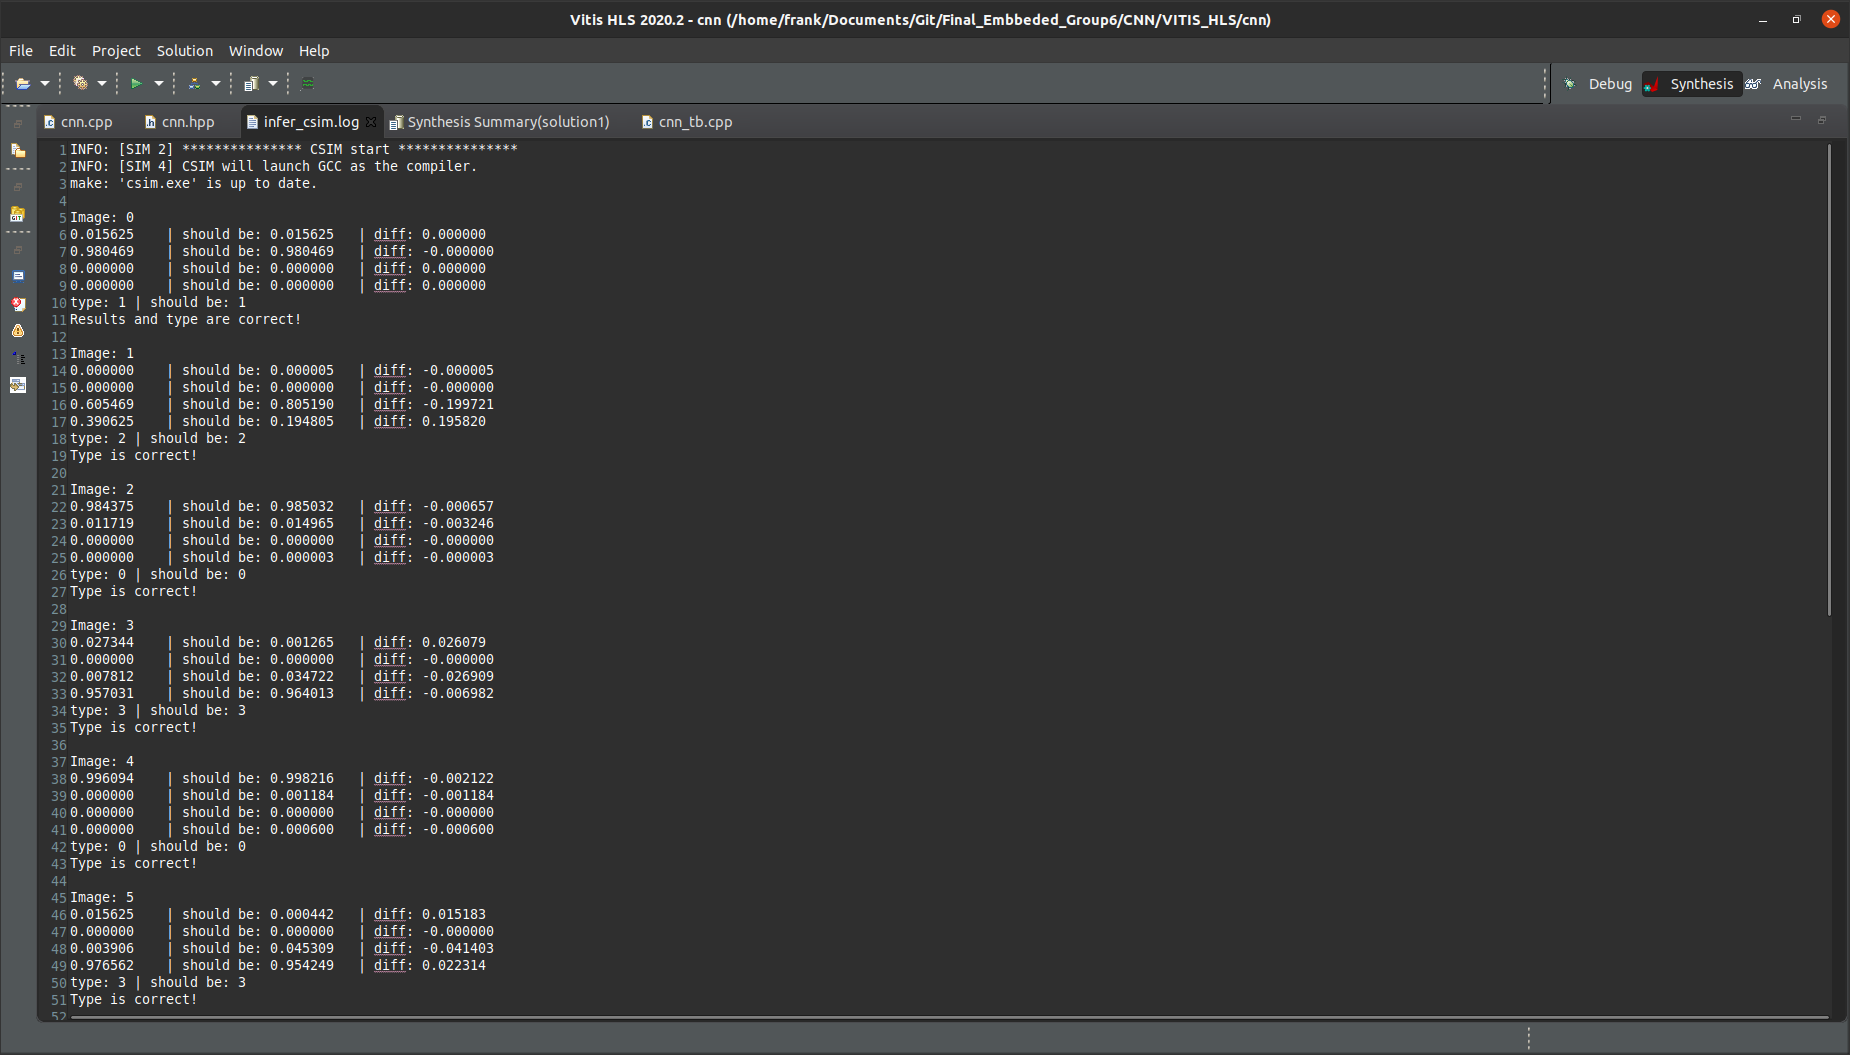 Vitis HLS 2020.2 - cnn (/home/frank/Documents/Git/Final_Embbeded_Group6/CNN/VITIS_HLS/cnn)
File Edit Project Solution Window Help
Debug Synthesis Analysis
cnn.cpp cnn.hpp infer_csim.log Synthesis Summary(solution1) cnn_tb.cpp
1 INFO: [SIM 2] *************** CSIM start ***************
2 INFO: [SIM 4] CSIM will launch GCC as the compiler.
3 make: 'csim.exe' is up to date.
4
5 Image: 0
6 0.015625 | should be: 0.015625 | diff: 0.000000
7 0.980469 | should be: 0.980469 | diff: -0.000000
8 0.000000 | should be: 0.000000 | diff: 0.000000
9 0.000000 | should be: 0.000000 | diff: 0.000000
10 type: 1 | should be: 1
11 Results and type are correct!
12
13 Image: 1
14 0.000000 | should be: 0.000005 | diff: -0.000005
15 0.000000 | should be: 0.000000 | diff: -0.000000
16 0.605469 | should be: 0.805190 | diff: -0.199721
17 0.390625 | should be: 0.194805 | diff: 0.195820
18 type: 2 | should be: 2
19 Type is correct!
20
21 Image: 2
22 0.984375 | should be: 0.985032 | diff: -0.000657
23 0.011719 | should be: 0.014965 | diff: -0.003246
24 0.000000 | should be: 0.000000 | diff: -0.000000
25 0.000000 | should be: 0.000003 | diff: -0.000003
26 type: 0 | should be: 0
27 Type is correct!
28
29 Image: 3
30 0.027344 | should be: 0.001265 | diff: 0.026079
31 0.000000 | should be: 0.000000 | diff: -0.000000
32 0.007812 | should be: 0.034722 | diff: -0.026909
33 0.957031 | should be: 0.964013 | diff: -0.006982
34 type: 3 | should be: 3
35 Type is correct!
36
37 Image: 4
38 0.996094 | should be: 0.998216 | diff: -0.002122
39 0.000000 | should be: 0.001184 | diff: -0.001184
40 0.000000 | should be: 0.000000 | diff: -0.000000
41 0.000000 | should be: 0.000600 | diff: -0.000600
42 type: 0 | should be: 0
43 Type is correct!
44
45 Image: 5
46 0.015625 | should be: 0.000442 | diff: 0.015183
47 0.000000 | should be: 0.000000 | diff: -0.000000
48 0.003906 | should be: 0.045309 | diff: -0.041403
49 0.976562 | should be: 0.954249 | diff: 0.022314
50 type: 3 | should be: 3
51 Type is correct!
52